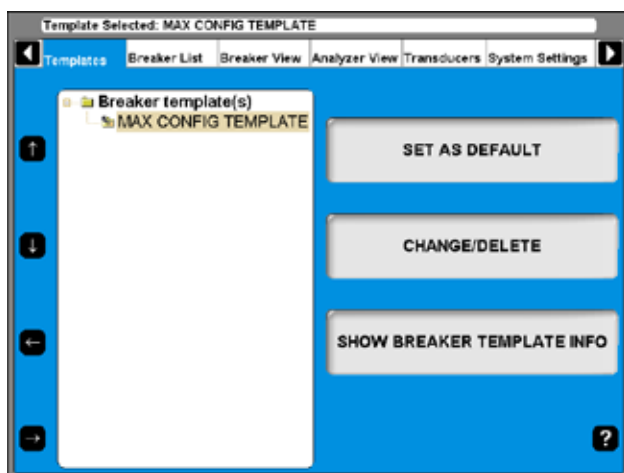 Template Selected: MAX CONFIG TEMPLATE
Templates Breaker List Breaker View Analyzer View Transducers System Settings
Breaker template(s)
MAX CONFIG TEMPLATE
SET AS DEFAULT
CHANGE/DELETE
SHOW BREAKER TEMPLATE INFO
?